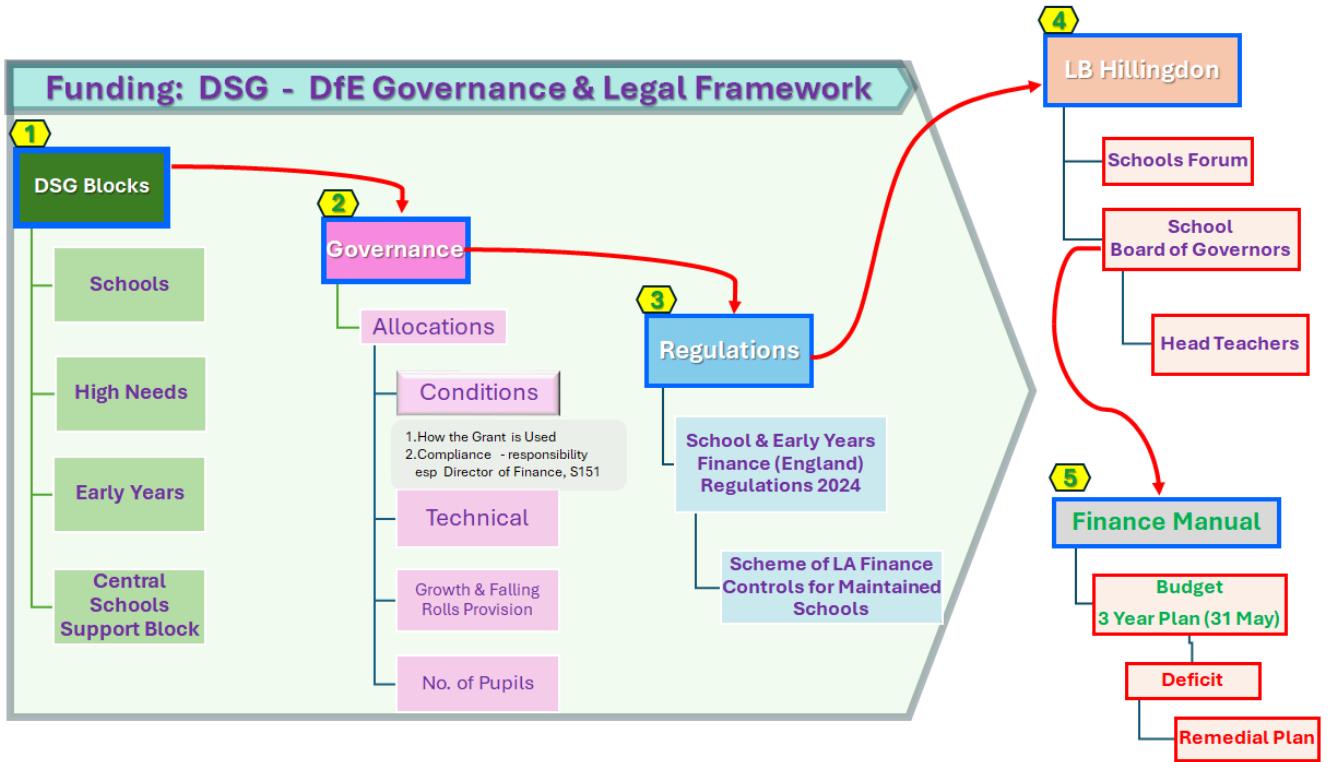 Funding: DSG - DfE Governance & Legal Framework
1
DSG Blocks
Schools
High Needs
Early Years
Central
Schools
Support Block
2
Governance
Allocations
Conditions
1.How the Grant is Used
2.Compliance - responsibility
esp Director of Finance, S151
Technical
Growth & Falling
Rolls Provision
No. of Pupils
3
Regulations
School & Early Years
Finance (England)
Regulations 2024
Scheme of LA Finance
Controls for Maintained
Schools
4
LB Hillingdon
Schools Forum
School
Board of Governors
Head Teachers
5
Finance Manual
Budget
3 Year Plan (31 May)
Deficit
Remedial Plan